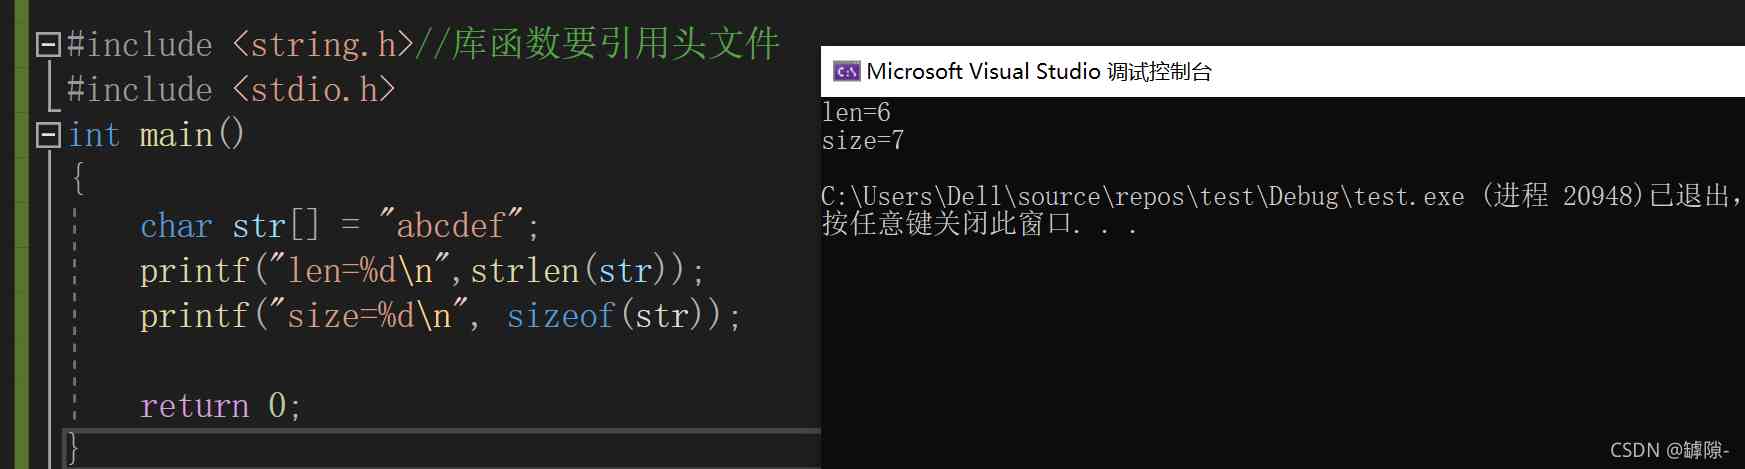 #include <string.h>//库函数要引用头文件
#include <stdio.h>
int main()
{
char str[] = "abcdef";
printf("len=%d\n",strlen(str));
printf("size=%d\n", sizeof(str));
return 0;
}
Microsoft Visual Studio 调试控制台
len=6
size=7
C:\Users\Dell\source\repos\test\Debug\test.exe (进程 20948)已退出,
按任意键关闭此窗口. . .
CSDN @罅隙-